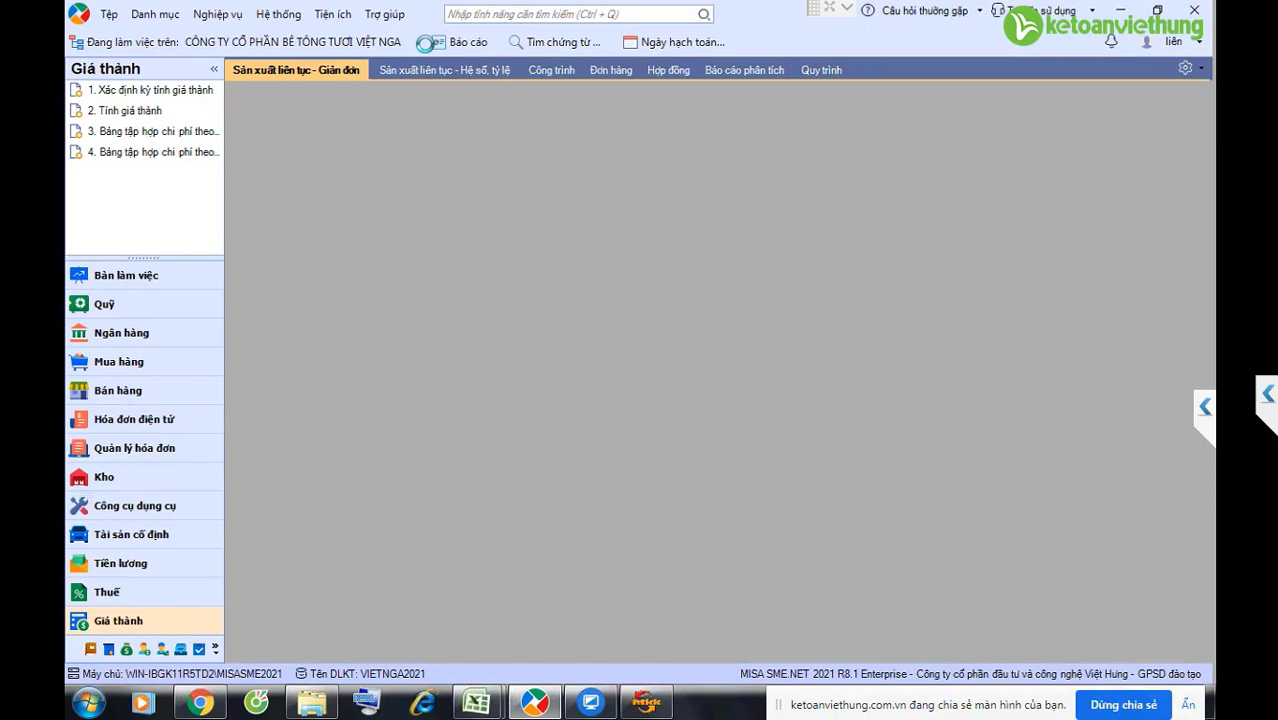 Tệp Danh mục Nghiệp vụ Hệ thống Tiện ích Trợ giúp Nhập tính năng cần tìm kiếm (Ctrl + Q) Câu hỏi thường gặp
ketoanviethung
Đang làm việc trên: CÔNG TY CỔ PHẦN BÊ TÔNG TƯƠI VIỆT NGA Báo cáo Tìm chứng từ ... Ngày hạch toán... liên
Giá thành «
Sản xuất liên tục - Giản đơn Sản xuất liên tục - Hệ số, tỷ lệ Công trình Đơn hàng Hợp đồng Báo cáo phân tích Quy trình
1. Xác định kỳ tính giá thành
2. Tính giá thành
3. Bảng tập hợp chi phí theo...
4. Bảng tập hợp chi phí theo...
Bàn làm việc
Quỹ
Ngân hàng
Mua hàng
Bán hàng
Hóa đơn điện tử
Quản lý hóa đơn
Kho
Công cụ dụng cụ
Tài sản cố định
Tiền lương
Thuế
Giá thành
Máy chủ: WIN-IBGK11R5TD2\MISASME2021 Tên DLKT: VIETNGA2021 MISA SME.NET 2021 R8.1 Enterprise - Công ty cổ phần đầu tư và công nghệ Việt Hưng - GPSD đào tạo
htkk
ketoanviethung.com.vn đang chia sẻ màn hình của bạn. Dừng chia sẻ Ẩn